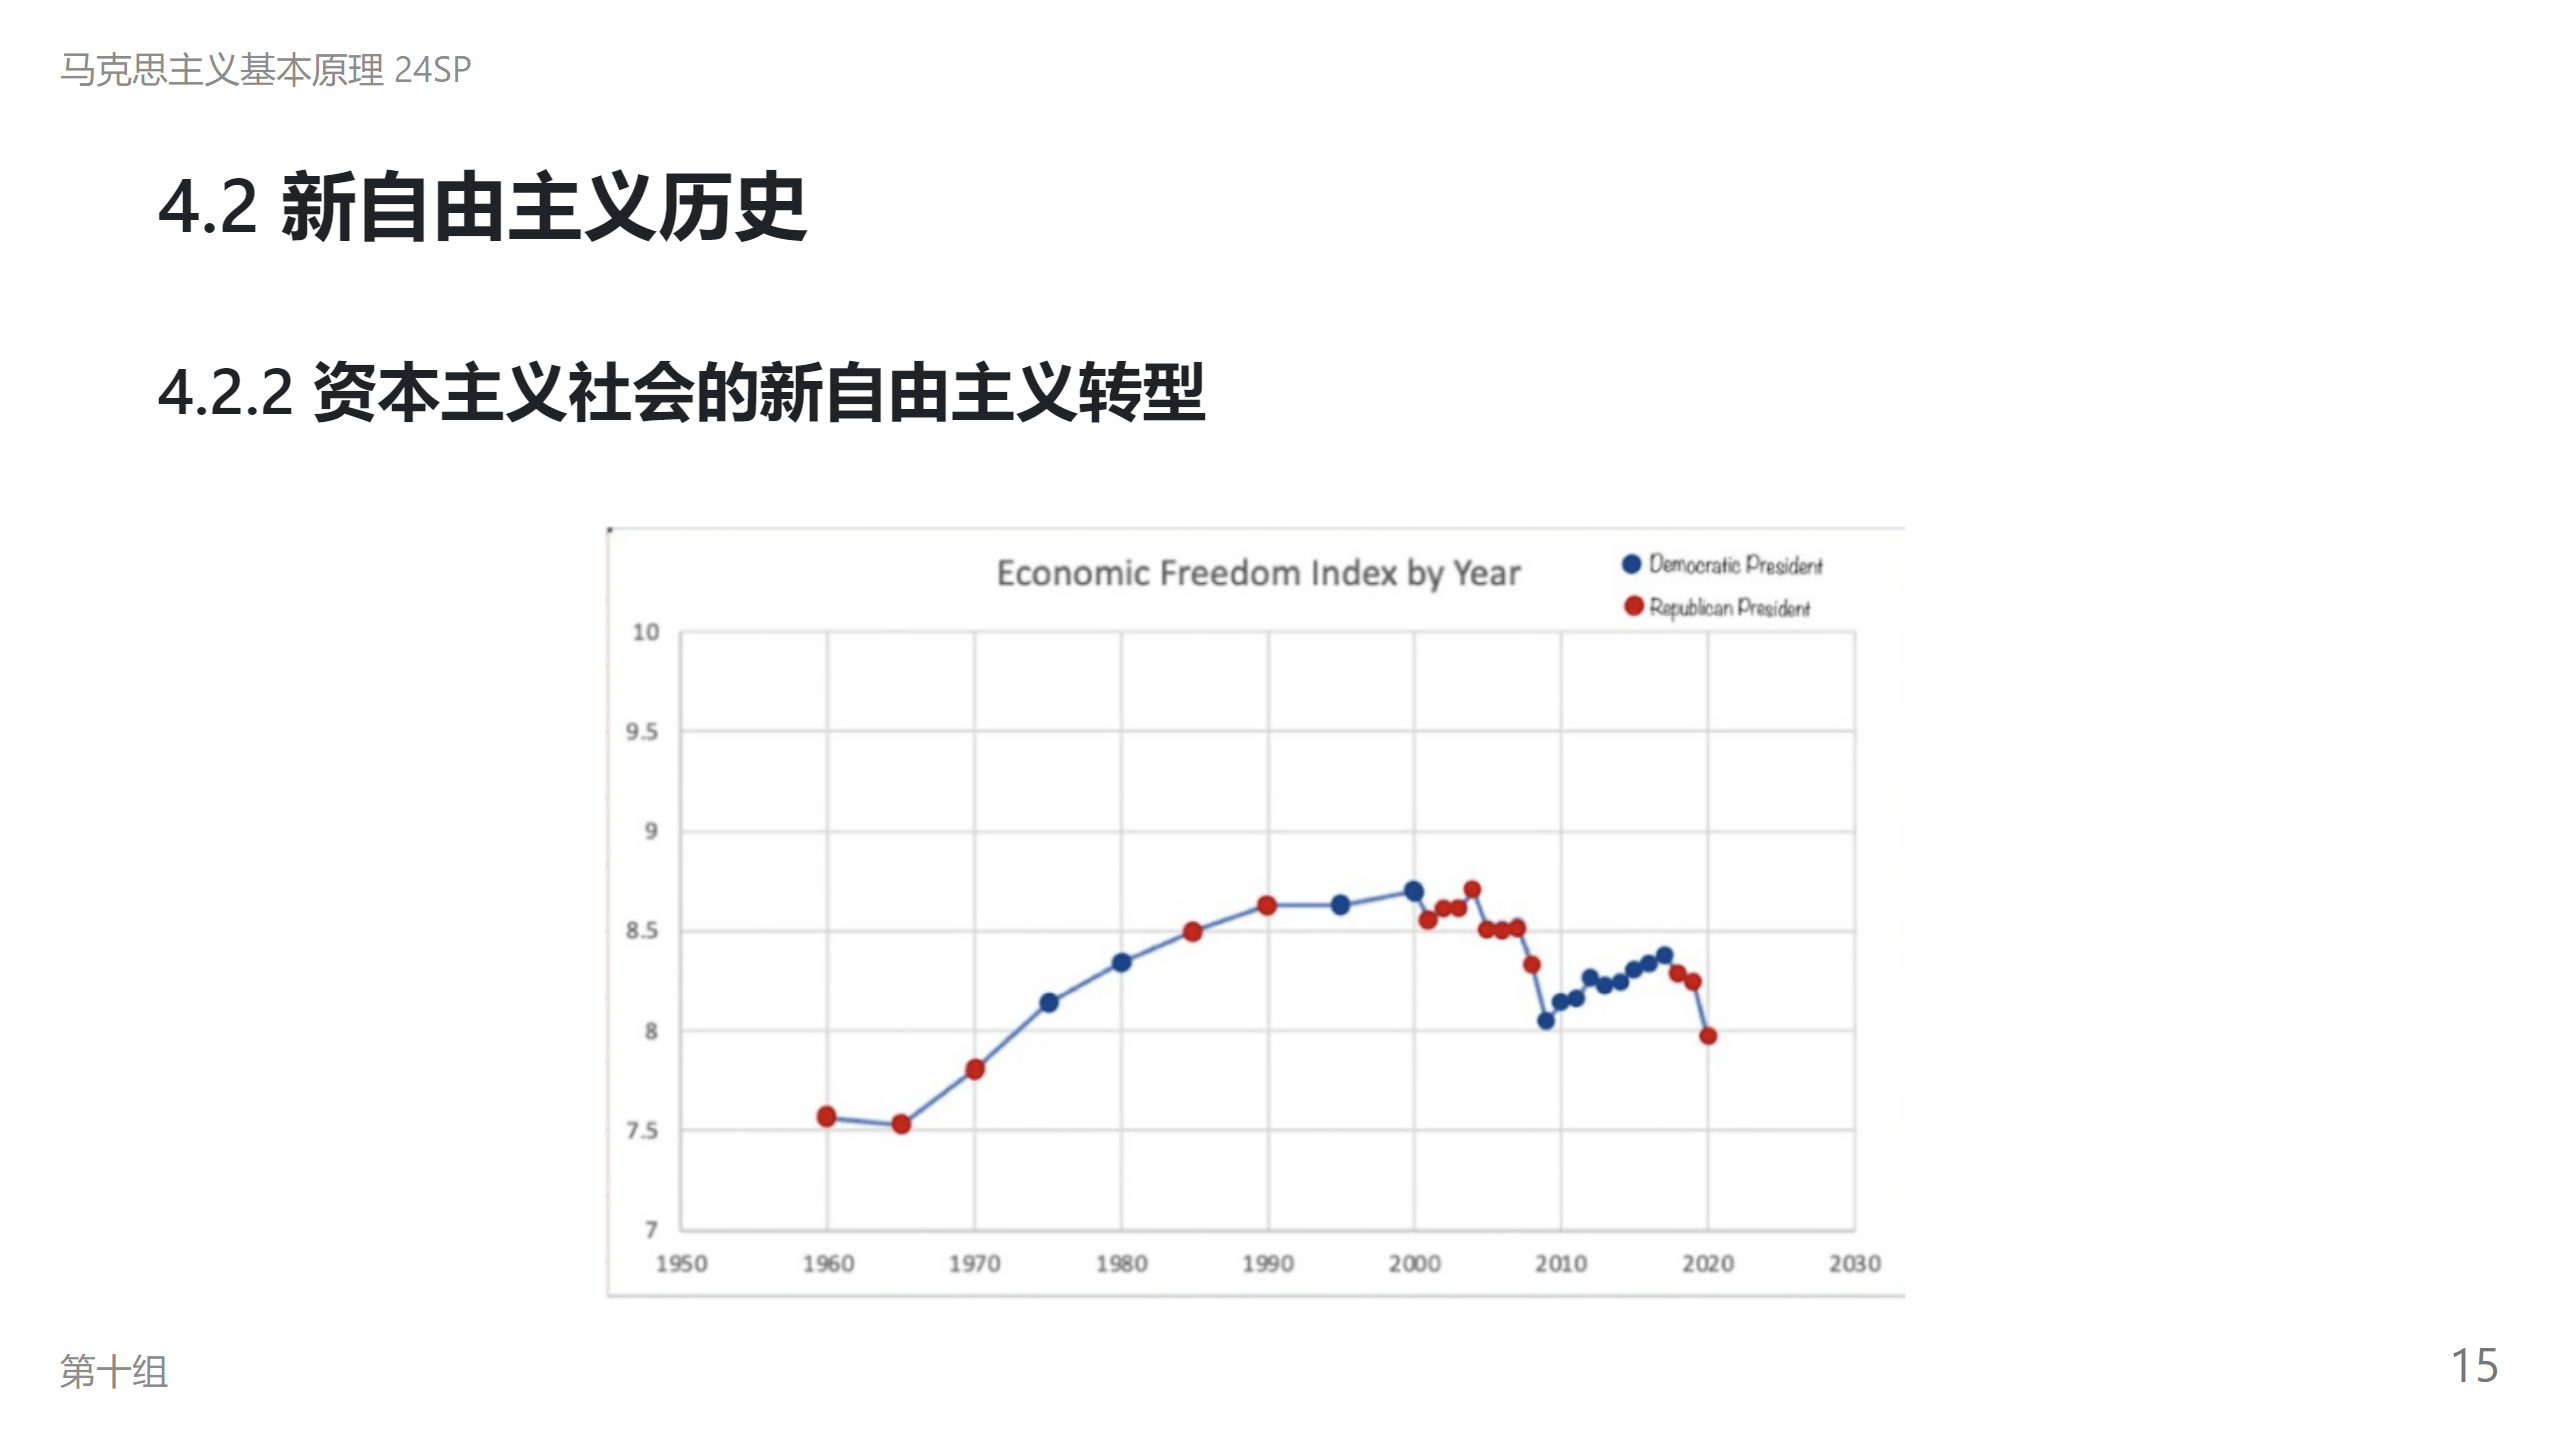 马克思主义基本原理 24SP
4.2 新自由主义历史
4.2.2 资本主义社会的新自由主义转型
Economic Freedom Index by Year
Democratic President
Republican President
10
9.5
9
8.5
8
7.5
7
1950 1960 1970 1980 1990 2000 2010 2020 2030
第十组
15